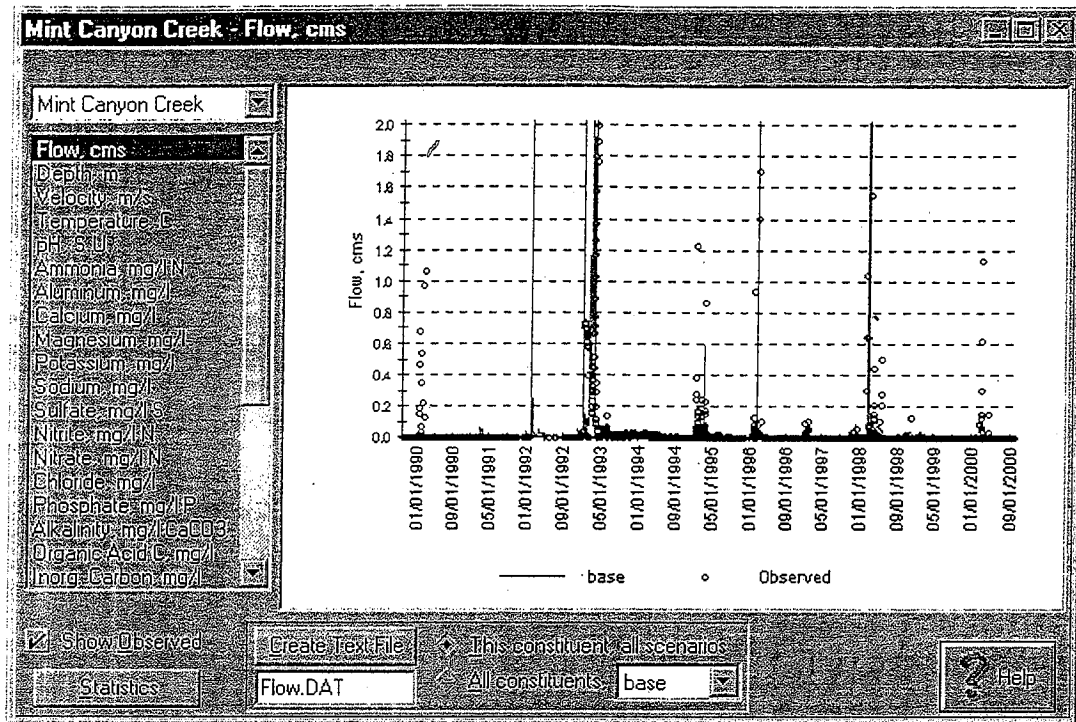 Mint Canyon Creek - Flow, cms
Mint Canyon Creek
Flow, cms
Depth, m
Velocity, m/s
Temperature, C
pH, S.U.
Ammonia, mg/l N
Aluminum, mg/l
Calcium, mg/l
Magnesium, mg/l
Potassium, mg/l
Sodium, mg/l
Sulfate, mg/l S
Nitrite, mg/l N
Nitrate, mg/l N
Chloride, mg/l
Phosphate, mg/l P
Alkalinity, mg/l CaCO3
Organic Acid C, mg/l
Inorg. Carbon, mg/l
Flow, cms
2.0
1.8
1.6
1.4
1.2
1.0
0.8
0.6
0.4
0.2
0.0
01/01/1990
09/01/1990
05/01/1991
01/01/1992
09/01/1992
05/01/1993
01/01/1994
09/01/1994
05/01/1995
01/01/1996
09/01/1996
05/01/1997
01/01/1998
09/01/1998
05/01/1999
01/01/2000
09/01/2000
base
Observed
Show Observed
Statistics
Create Text File
Flow.DAT
This constituent, all scenarios
All constituents,
base
Help